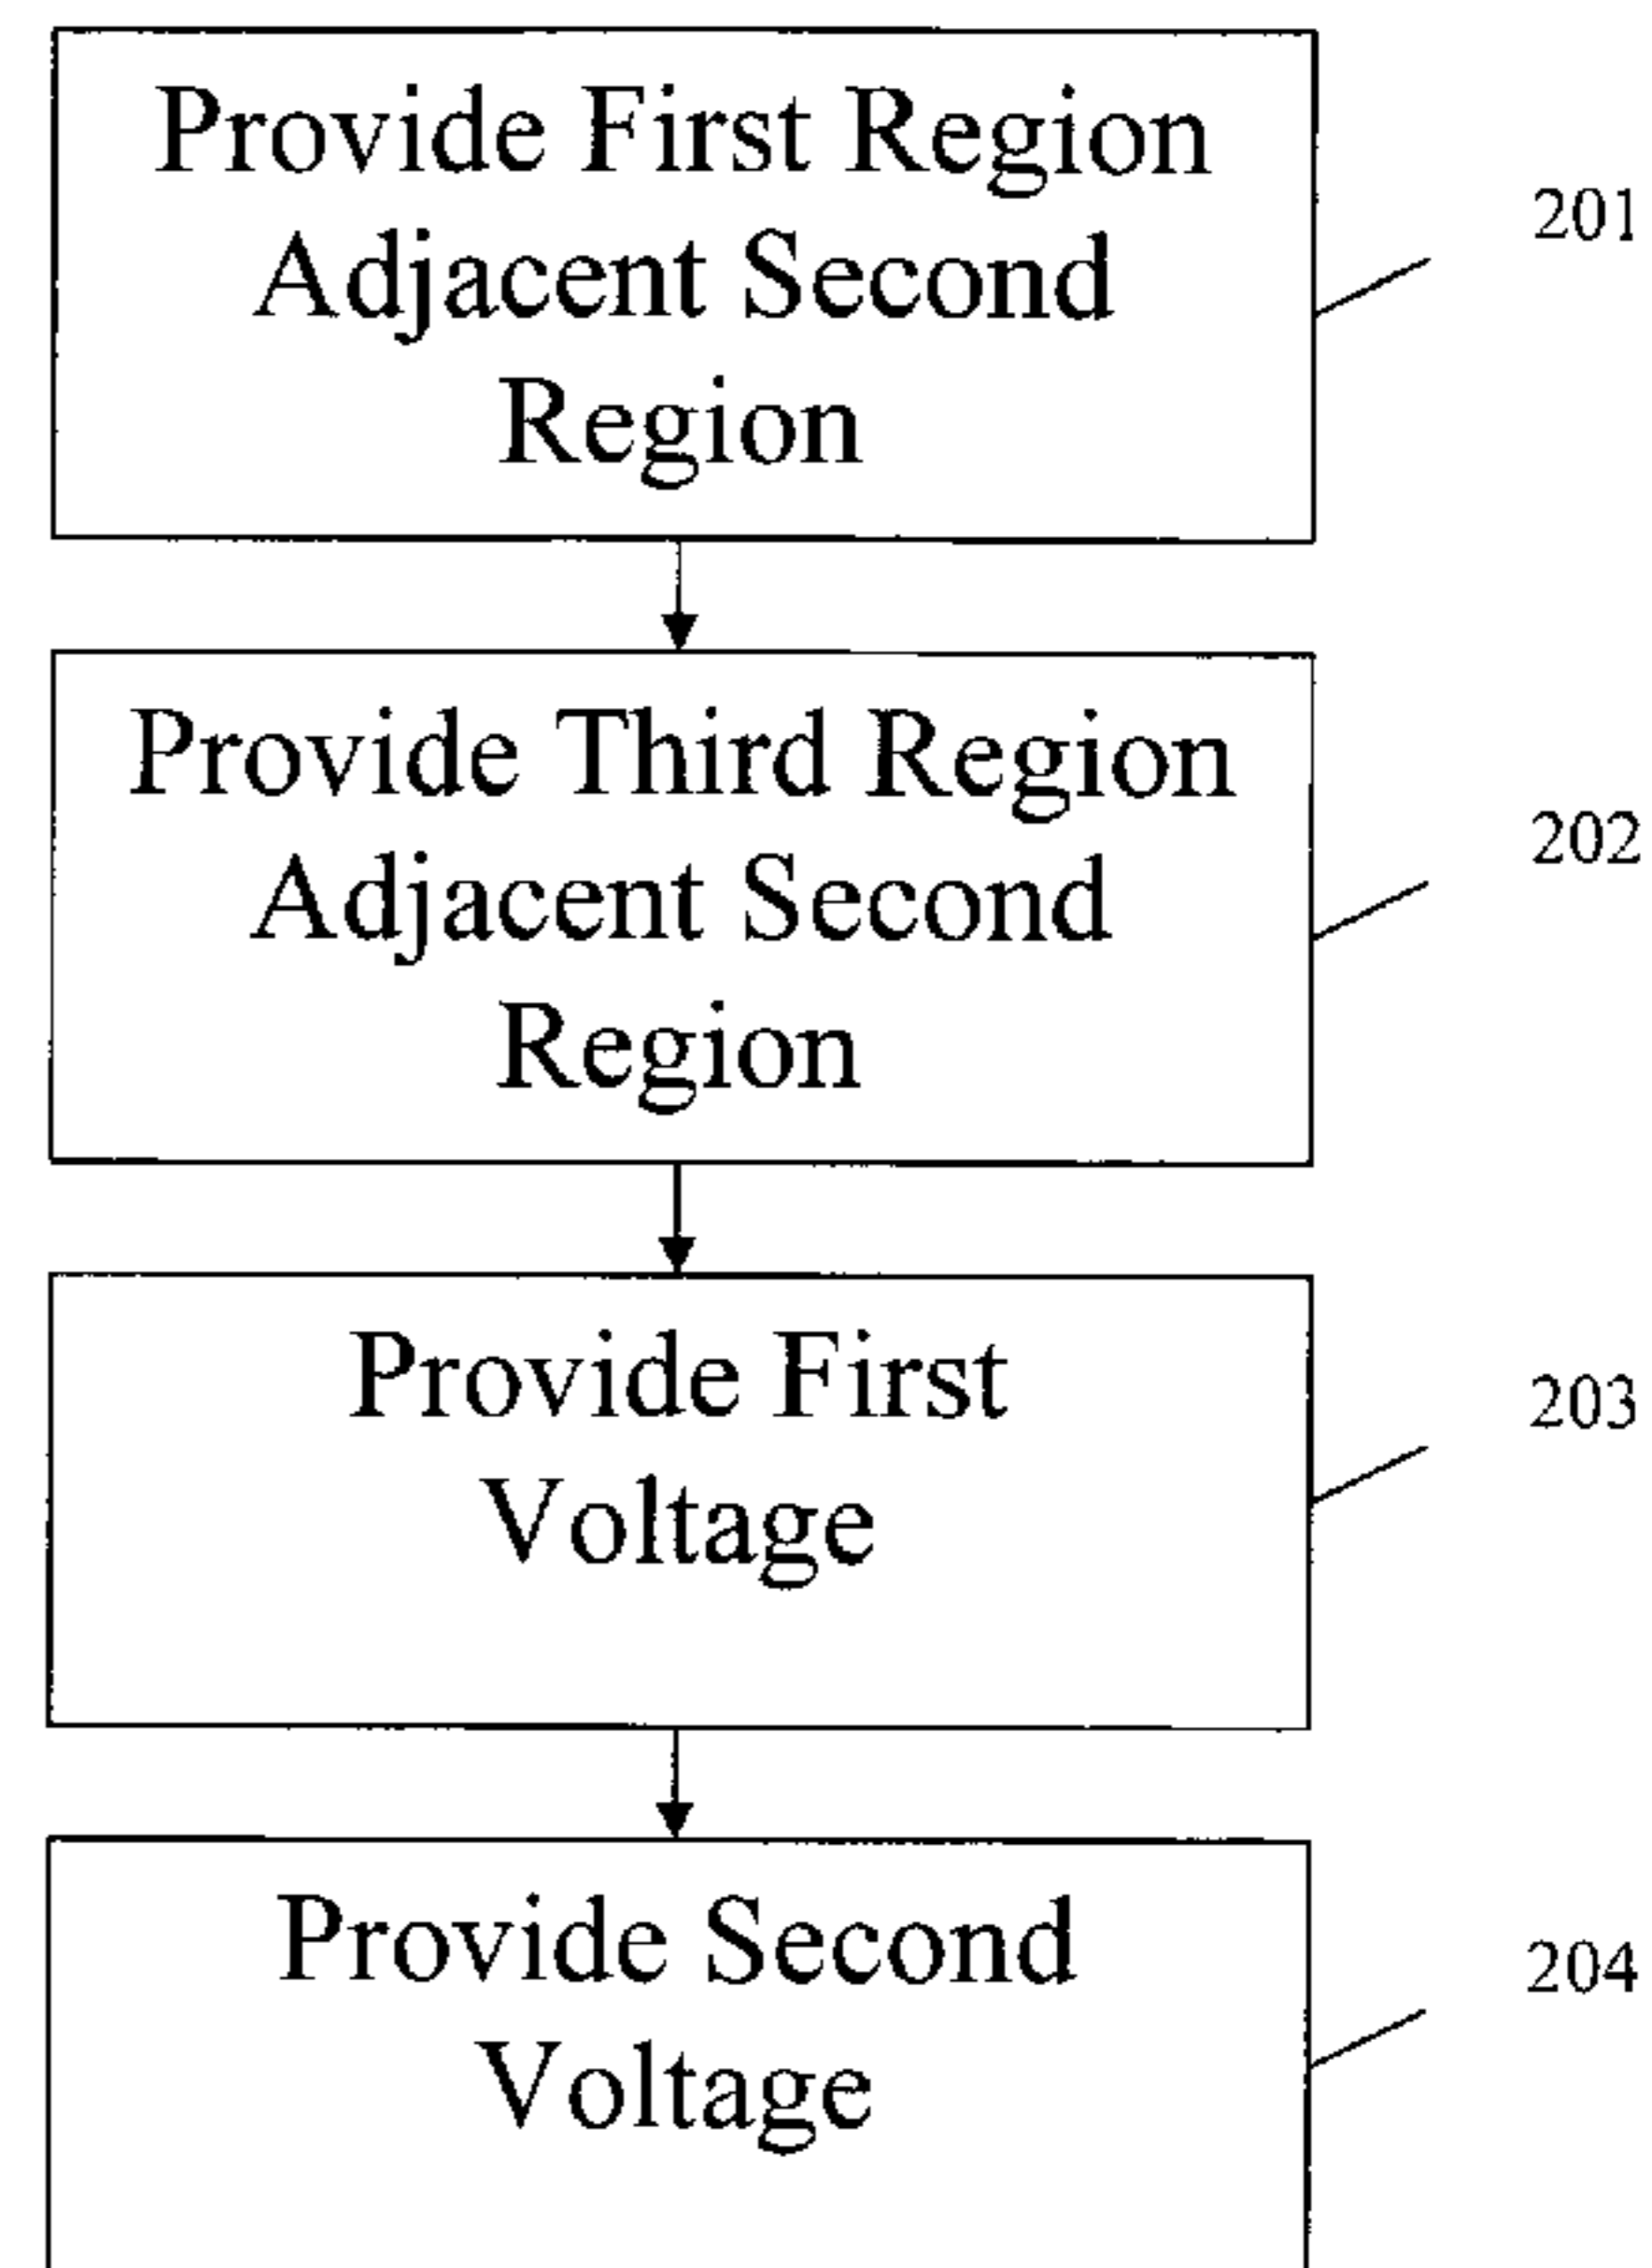 Provide First Region
Adjacent Second
Region
201
Provide Third Region
Adjacent Second
Region
202
Provide First
Voltage
203
Provide Second
Voltage
204